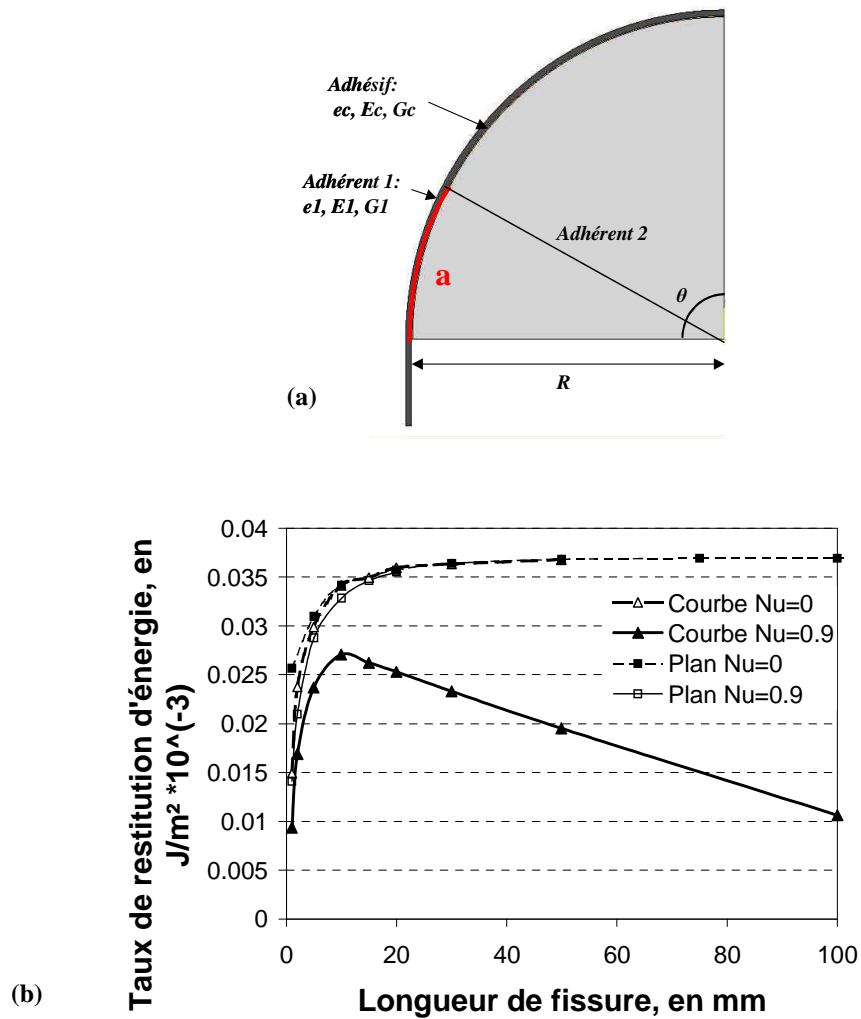 Adhésif:
ec, Ec, Gc
Adhérent 1:
e1, E1, G1
Adhérent 2
a
θ
R
(a)
Taux de restitution d'énergie, en
J/m² *10^(-3)
0.04
0.035
0.03
0.025
0.02
0.015
0.01
0.005
0
Courbe Nu=0
Courbe Nu=0.9
Plan Nu=0
Plan Nu=0.9
0 20 40 60 80 100
Longueur de fissure, en mm
(b)